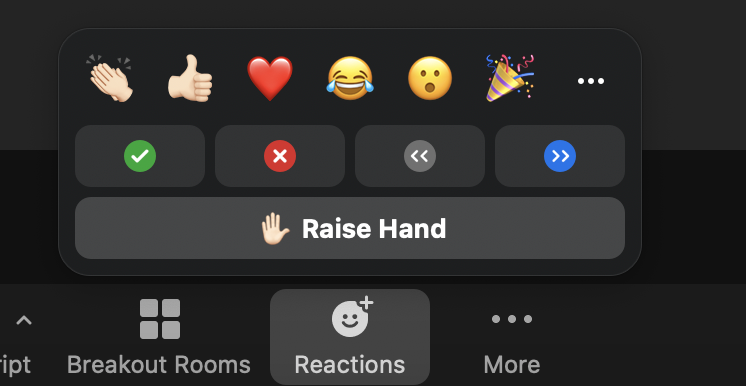 Raise Hand
ript
Breakout Rooms
Reactions
More